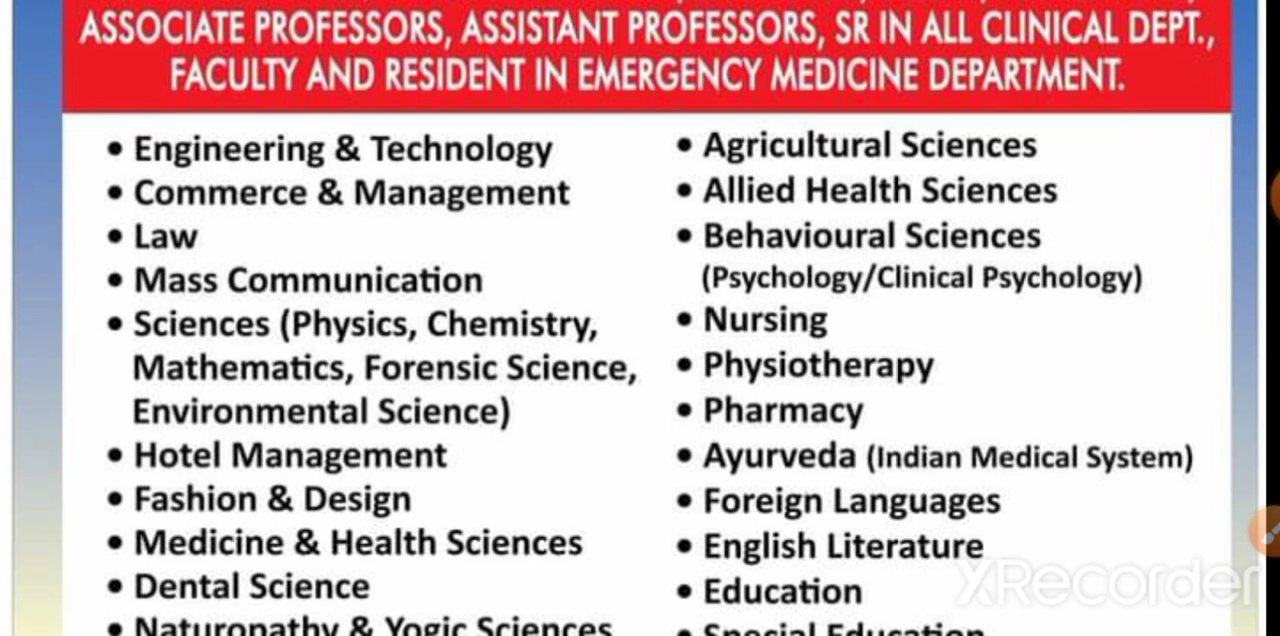 ASSOCIATE PROFESSORS, ASSISTANT PROFESSORS, SR IN ALL CLINICAL DEPT.,
FACULTY AND RESIDENT IN EMERGENCY MEDICINE DEPARTMENT.
• Engineering & Technology
• Commerce & Management
• Law
• Mass Communication
• Sciences (Physics, Chemistry,
Mathematics, Forensic Science,
Environmental Science)
• Hotel Management
• Fashion & Design
• Medicine & Health Sciences
• Dental Science
• Naturopathy & Yogic Sciences
• Agricultural Sciences
• Allied Health Sciences
• Behavioural Sciences
(Psychology/Clinical Psychology)
• Nursing
• Physiotherapy
• Pharmacy
• Ayurveda (Indian Medical System)
• Foreign Languages
• English Literature
• Education
• Special Education
XRecorder